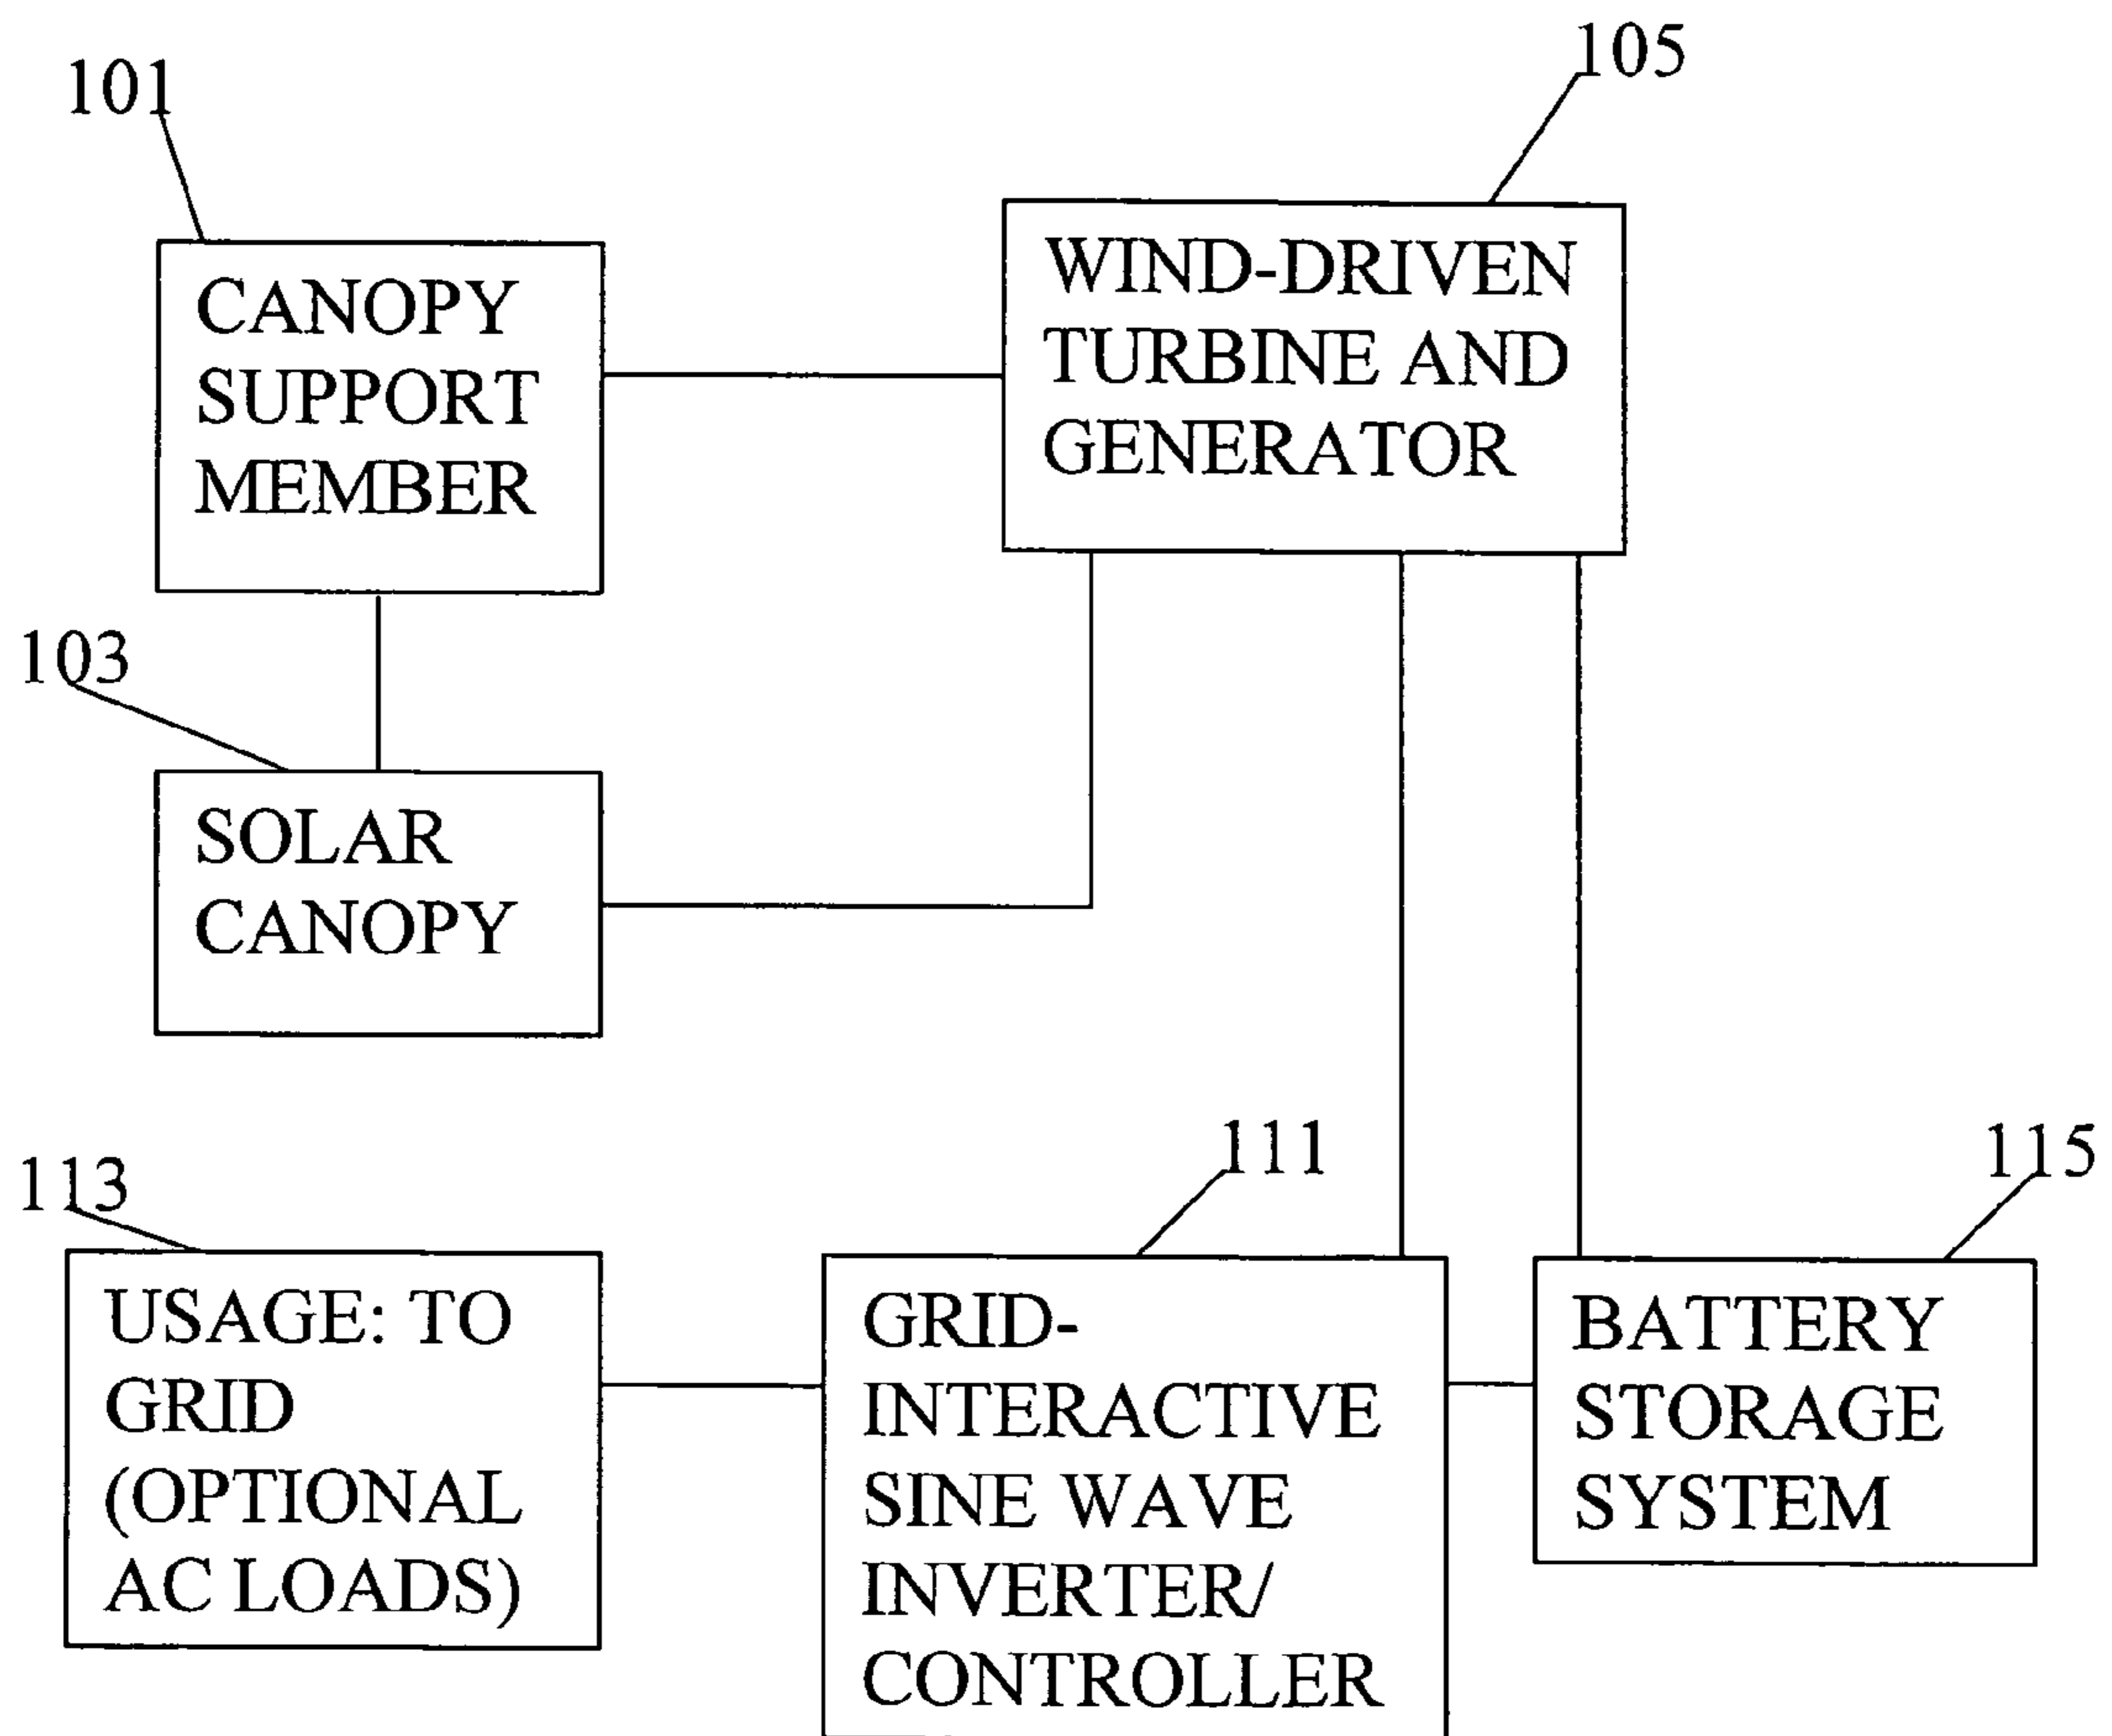 101
105
CANOPY
SUPPORT
MEMBER
WIND-DRIVEN
TURBINE AND
GENERATOR
103
SOLAR
CANOPY
113
111
115
USAGE: TO
GRID
(OPTIONAL
AC LOADS)
GRID-
INTERACTIVE
SINE WAVE
INVERTER/
CONTROLLER
BATTERY
STORAGE
SYSTEM